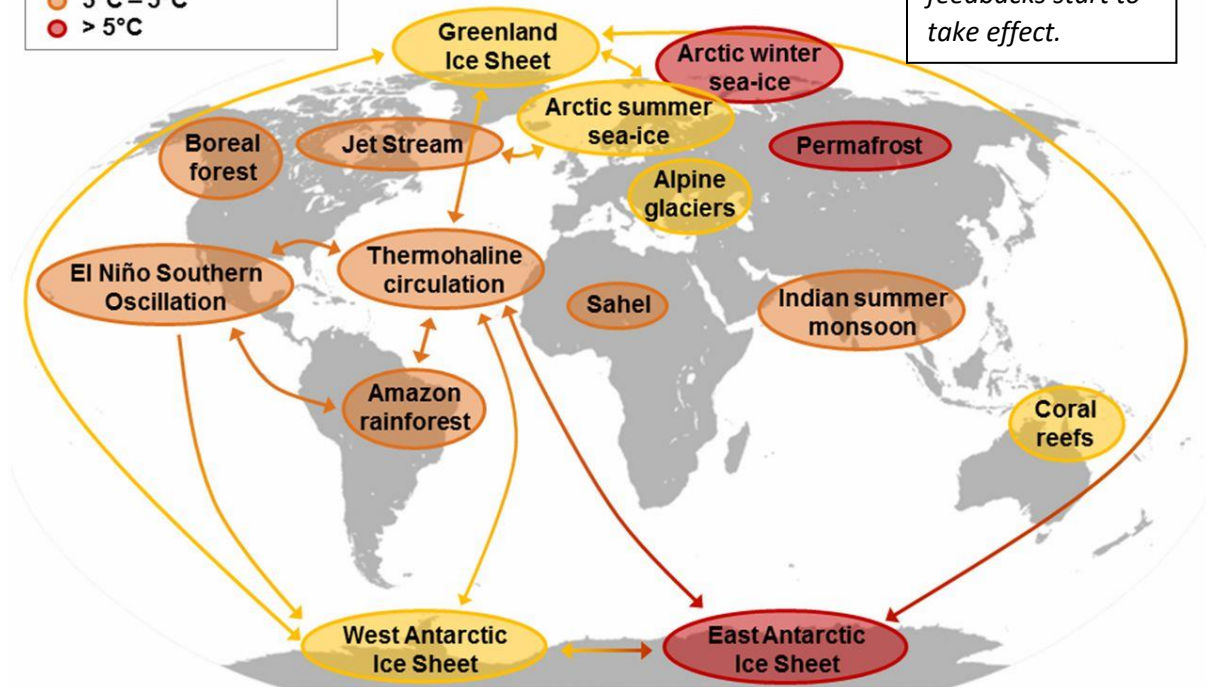 > 5°C
take effect.
Greenland
Ice Sheet
Arctic winter
sea-ice
Arctic summer
sea-ice
Boreal
forest
Jet Stream
Permafrost
Alpine
glaciers
Thermohaline
circulation
El Niño Southern
Oscillation
Sahel
Indian summer
monsoon
Amazon
rainforest
Coral
reefs
West Antarctic
Ice Sheet
East Antarctic
Ice Sheet